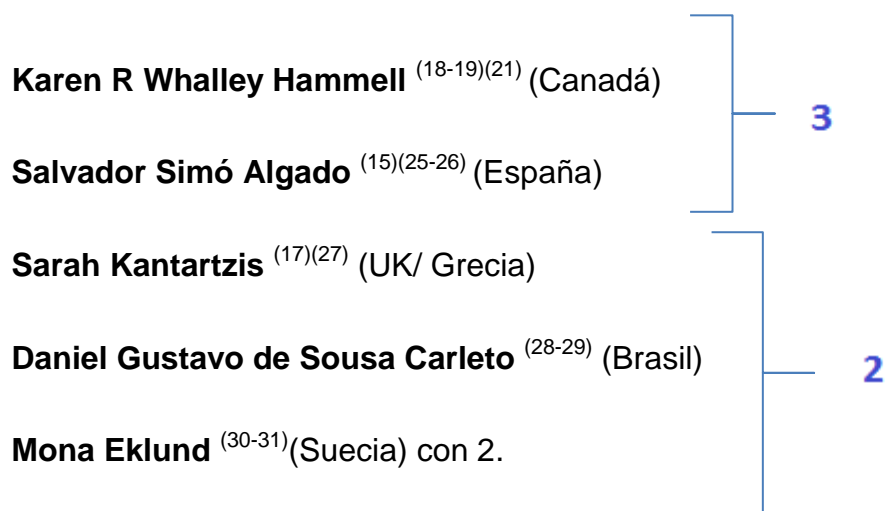 Karen R Whalley Hammell (18-19)(21) (Canadá)
3
Salvador Simó Algado (15)(25-26) (España)
Sarah Kantartzis (17)(27) (UK/ Grecia)
Daniel Gustavo de Sousa Carleto (28-29) (Brasil)
2
Mona Eklund (30-31)(Suecia) con 2.